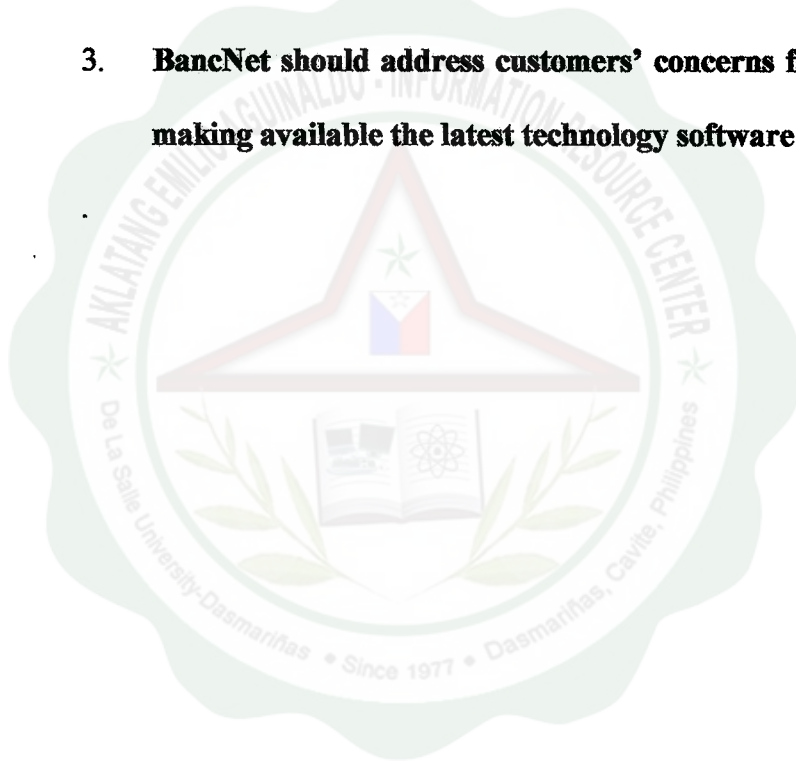 3. BancNet should address customers’ concerns f
making available the latest technology software
AKLATANG EMILIO AGUINALDO - INFORMATION RESOURCE CENTER
De La Salle University-Dasmariñas • Since 1977 • Dasmariñas, Cavite, Philippines